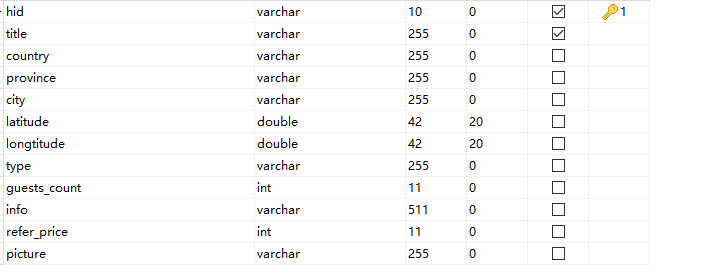 hid varchar 10 0 1
title varchar 255 0
country varchar 255 0
province varchar 255 0
city varchar 255 0
latitude double 42 20
longtitude double 42 20
type varchar 255 0
guests_count int 11 0
info varchar 511 0
refer_price int 11 0
picture varchar 255 0